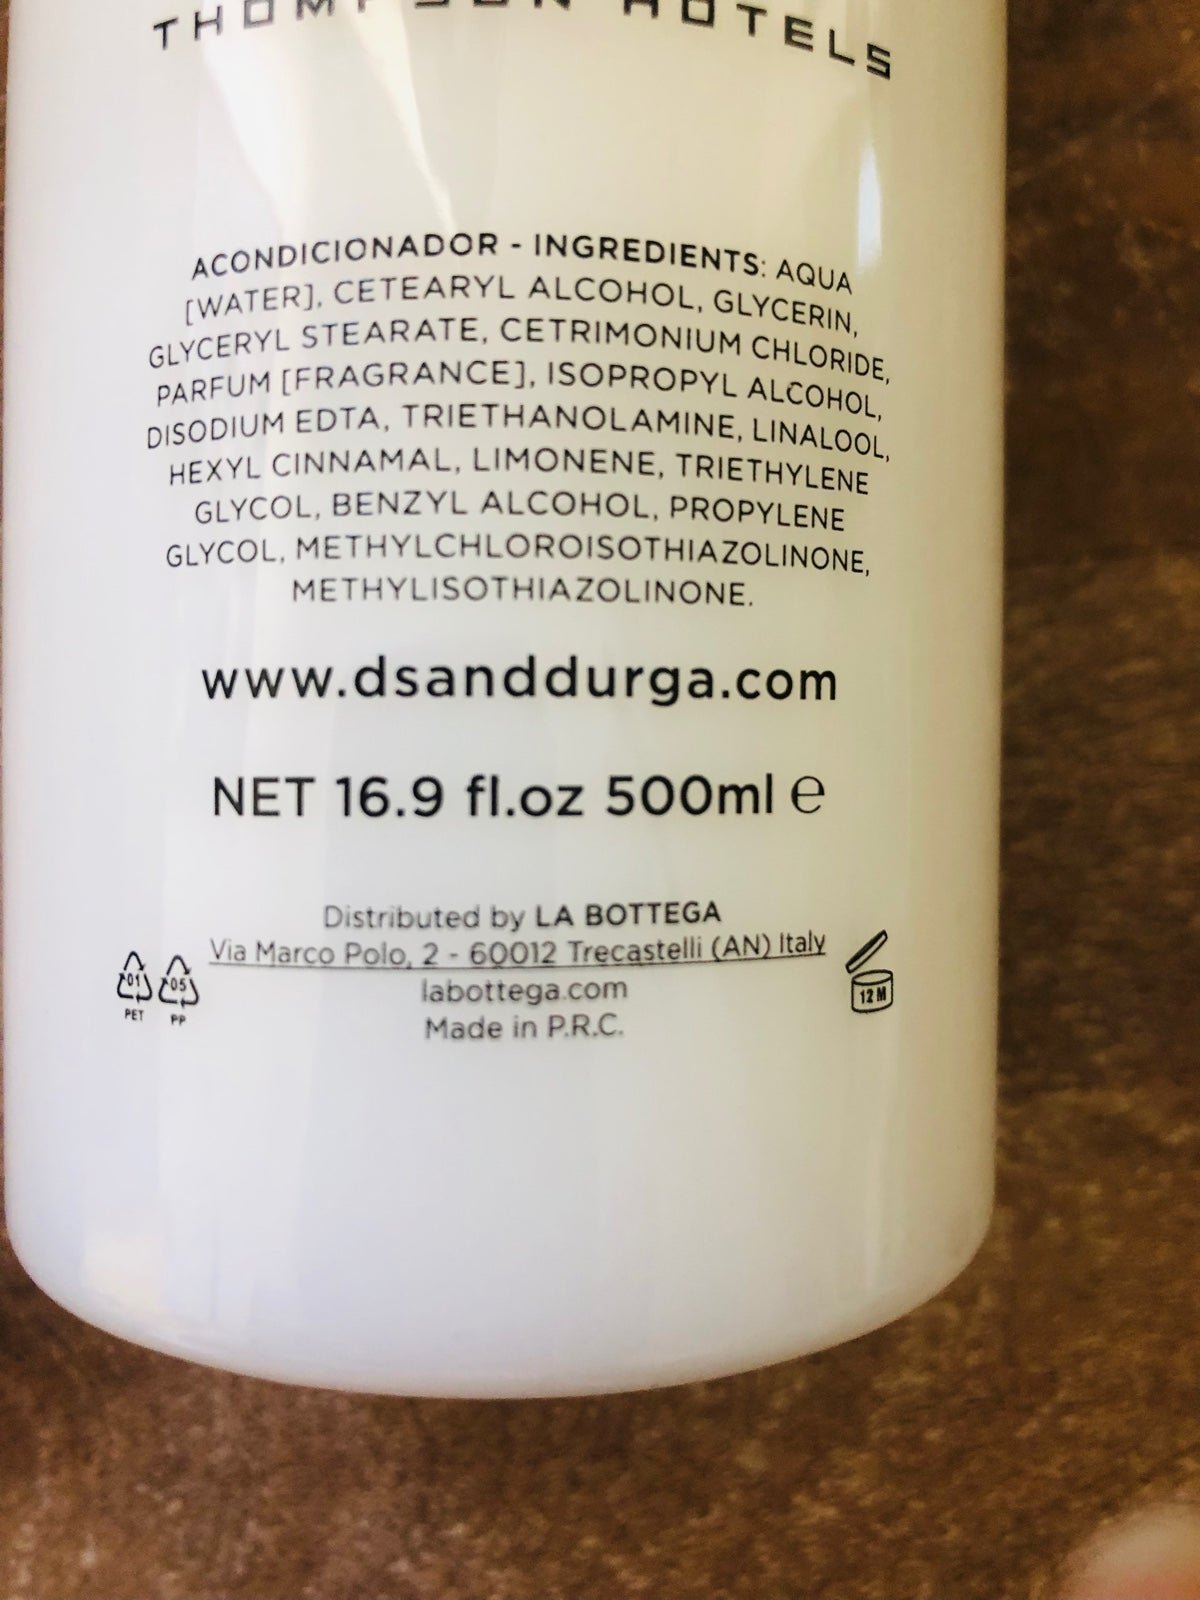 THOMPSON HOTELS
ACONDICIONADOR - INGREDIENTS: AQUA
[WATER], CETEARYL ALCOHOL, GLYCERIN,
GLYCERYL STEARATE, CETRIMONIUM CHLORIDE,
PARFUM [FRAGRANCE], ISOPROPYL ALCOHOL,
DISODIUM EDTA, TRIETHANOLAMINE, LINALOOL,
HEXYL CINNAMAL, LIMONENE, TRIETHYLENE
GLYCOL, BENZYL ALCOHOL, PROPYLENE
GLYCOL, METHYLCHLOROISOTHIAZOLINONE,
METHYLISOTHIAZOLINONE.
www.dsanddurga.com
NET 16.9 fl.oz 500ml ℮
Distributed by LA BOTTEGA
Via Marco Polo, 2 - 60012 Trecastelli (AN) Italy
labottega.com
Made in P.R.C.
01 05
PET PP
12 M